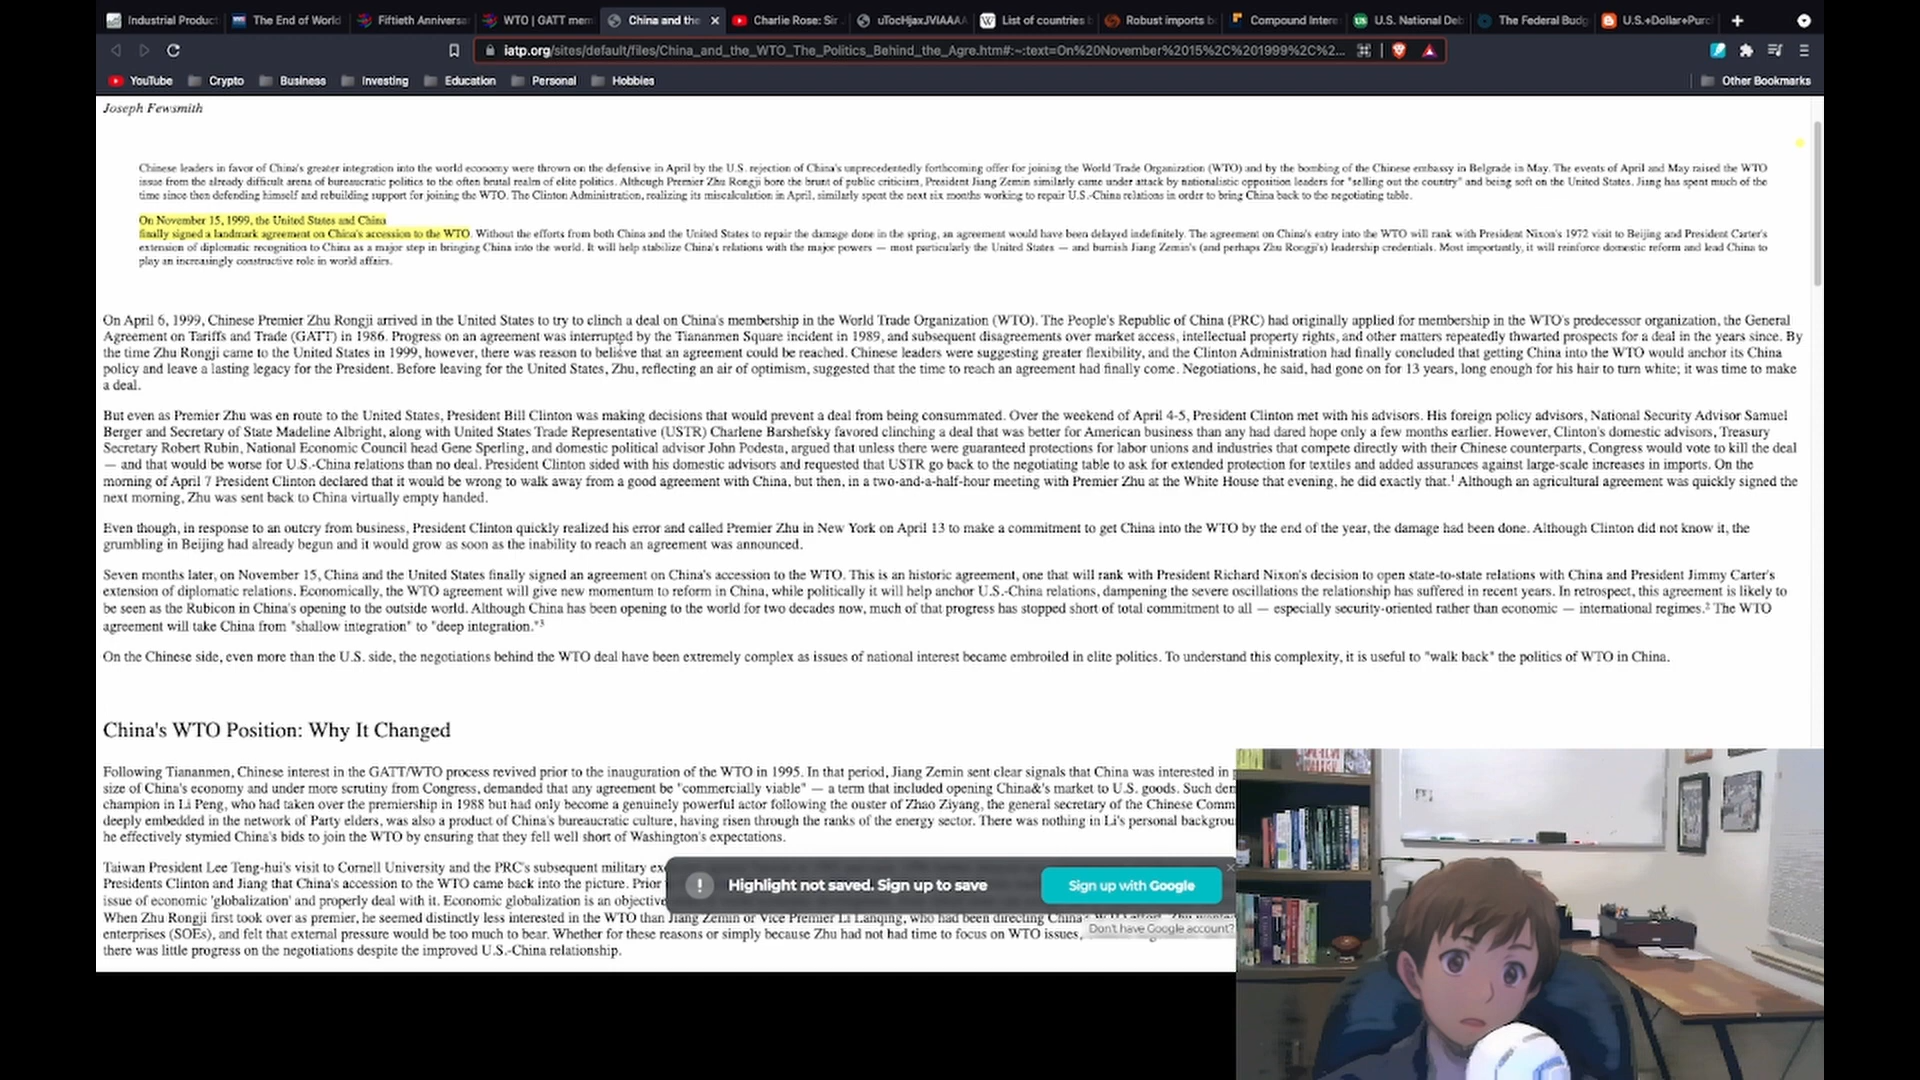 Industrial Product
The End of World
Fiftieth Anniversa
WTO | GATT mem
China and the
Charlie Rose: Sir
uTocHjaxJVIAAAA
List of countries b
Robust imports b
Compound Intere
U.S. National Deb
The Federal Budg
U.S.+Dollar+Purc
iatp.org/sites/default/files/China_and_the_WTO_The_Politics_Behind_the_Agre.htm#:~:text=On%20November%2015%2C%201999%2C%2...
YouTube Crypto Business Investing Education Personal Hobbies Other Bookmarks
Joseph Fewsmith
Chinese leaders in favor of China's greater integration into the world economy were thrown on the defensive in April by the U.S. rejection of China's unprecedentedly forthcoming offer for joining the World Trade Organization (WTO) and by the bombing of the Chinese embassy in Belgrade in May. The events of April and May raised the WTO
issue from the already difficult arena of bureaucratic politics to the often brutal realm of elite politics. Although Premier Zhu Rongji bore the brunt of public criticism, President Jiang Zemin similarly came under attack by nationalistic opposition leaders for "selling out the country" and being soft on the United States. Jiang has spent much of the
time since then defending himself and rebuilding support for joining the WTO. The Clinton Administration, realizing its miscalculation in April, similarly spent the next six months working to repair U.S.-China relations in order to bring China back to the negotiating table.
On November 15, 1999, the United States and China
finally signed a landmark agreement on China's accession to the WTO. Without the efforts from both China and the United States to repair the damage done in the spring, an agreement would have been delayed indefinitely. The agreement on China's entry into the WTO will rank with President Nixon's 1972 visit to Beijing and President Carter's
extension of diplomatic recognition to China as a major step in bringing China into the world. It will help stabilize China's relations with the major powers — most particularly the United States — and burnish Jiang Zemin's (and perhaps Zhu Rongji's) leadership credentials. Most importantly, it will reinforce domestic reform and lead China to
play an increasingly constructive role in world affairs.
On April 6, 1999, Chinese Premier Zhu Rongji arrived in the United States to try to clinch a deal on China's membership in the World Trade Organization (WTO). The People's Republic of China (PRC) had originally applied for membership in the WTO's predecessor organization, the General
Agreement on Tariffs and Trade (GATT) in 1986. Progress on an agreement was interrupted by the Tiananmen Square incident in 1989, and subsequent disagreements over market access, intellectual property rights, and other matters repeatedly thwarted prospects for a deal in the years since. By
the time Zhu Rongji came to the United States in 1999, however, there was reason to believe that an agreement could be reached. Chinese leaders were suggesting greater flexibility, and the Clinton Administration had finally concluded that getting China into the WTO would anchor its China
policy and leave a lasting legacy for the President. Before leaving for the United States, Zhu, reflecting an air of optimism, suggested that the time to reach an agreement had finally come. Negotiations, he said, had gone on for 13 years, long enough for his hair to turn white; it was time to make
a deal.
But even as Premier Zhu was en route to the United States, President Bill Clinton was making decisions that would prevent a deal from being consummated. Over the weekend of April 4-5, President Clinton met with his advisors. His foreign policy advisors, National Security Advisor Samuel
Berger and Secretary of State Madeline Albright, along with United States Trade Representative (USTR) Charlene Barshefsky favored clinching a deal that was better for American business than any had dared hope only a few months earlier. However, Clinton's domestic advisors, Treasury
Secretary Robert Rubin, National Economic Council head Gene Sperling, and domestic political advisor John Podesta, argued that unless there were guaranteed protections for labor unions and industries that compete directly with their Chinese counterparts, Congress would vote to kill the deal
— and that would be worse for U.S.-China relations than no deal. President Clinton sided with his domestic advisors and requested that USTR go back to the negotiating table to ask for extended protection for textiles and added assurances against large-scale increases in imports. On the
morning of April 7 President Clinton declared that it would be wrong to walk away from a good agreement with China, but then, in a two-and-a-half-hour meeting with Premier Zhu at the White House that evening, he did exactly that.¹ Although an agricultural agreement was quickly signed the
next morning, Zhu was sent back to China virtually empty handed.
Even though, in response to an outcry from business, President Clinton quickly realized his error and called Premier Zhu in New York on April 13 to make a commitment to get China into the WTO by the end of the year, the damage had been done. Although Clinton did not know it, the
grumbling in Beijing had already begun and it would grow as soon as the inability to reach an agreement was announced.
Seven months later, on November 15, China and the United States finally signed an agreement on China's accession to the WTO. This is an historic agreement, one that will rank with President Richard Nixon's decision to open state-to-state relations with China and President Jimmy Carter's
extension of diplomatic relations. Economically, the WTO agreement will give new momentum to reform in China, while politically it will help anchor U.S.-China relations, dampening the severe oscillations the relationship has suffered in recent years. In retrospect, this agreement is likely to
be seen as the Rubicon in China's opening to the outside world. Although China has been opening to the world for two decades now, much of that progress has stopped short of total commitment to all — especially security-oriented rather than economic — international regimes.² The WTO
agreement will take China from "shallow integration" to "deep integration."³
On the Chinese side, even more than the U.S. side, the negotiations behind the WTO deal have been extremely complex as issues of national interest became embroiled in elite politics. To understand this complexity, it is useful to "walk back" the politics of WTO in China.
China's WTO Position: Why It Changed
Following Tiananmen, Chinese interest in the GATT/WTO process revived prior to the inauguration of the WTO in 1995. In that period, Jiang Zemin sent clear signals that China was interested in
size of China's economy and under more scrutiny from Congress, demanded that any agreement be "commercially viable" — a term that included opening China&'s market to U.S. goods. Such
champion in Li Peng, who had taken over the premiership in 1988 but had only become a genuinely powerful actor following the ouster of Zhao Ziyang, the general secretary of the Chinese Comm
deeply embedded in the network of Party elders, was also a product of China's bureaucratic culture, having risen through the ranks of the energy sector. There was nothing in Li's personal backgrou
he effectively stymied China's bids to join the WTO by ensuring that they fell well short of Washington's expectations.
Taiwan President Lee Teng-hui's visit to Cornell University and the PRC's subsequent military ex
Presidents Clinton and Jiang that China's accession to the WTO came back into the picture. Prior
issue of economic 'globalization' and properly deal with it. Economic globalization is an objective
When Zhu Rongji first took over as premier, he seemed distinctly less interested in the WTO than Jiang Zemin or Vice Premier Li Lanqing, who had been directing China
enterprises (SOEs), and felt that external pressure would be too much to bear. Whether for these reasons or simply because Zhu had not had time to focus on WTO issues,
there was little progress on the negotiations despite the improved U.S.-China relationship.
Highlight not saved. Sign up to save
Sign up with Google
Don't have Google account?